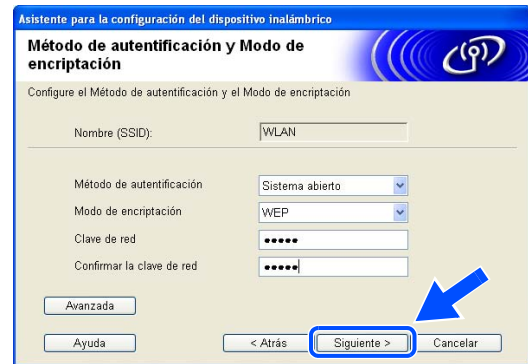 Asistente para la configuración del dispositivo inalámbrico
Método de autentificación y Modo de
encriptación
Configure el Método de autentificación y el Modo de encriptación
Nombre (SSID): WLAN
Método de autentificación Sistema abierto
Modo de encriptación WEP
Clave de red •••••
Confirmar la clave de red •••••
Avanzada
Ayuda < Atrás Siguiente > Cancelar